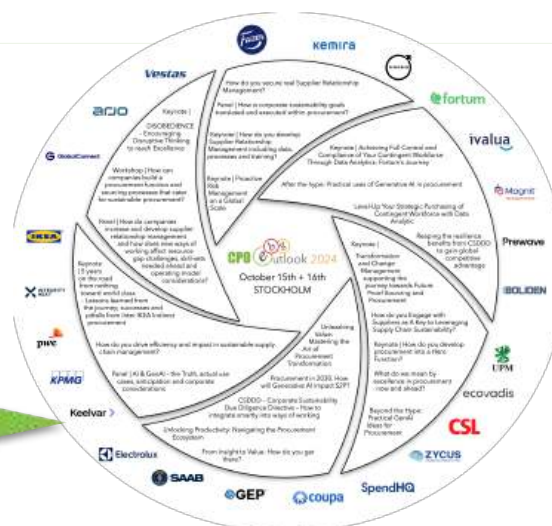 Fazer
Kemira
VOLVO
fortum
ivalua
Magnit
Prewave
BOLIDEN
UPM
ecovadis
CSL
ZYCUS
SpendHQ
coupa
GEP
SAAB
Electrolux
Keelvar
KPMG
pwc
IKEA
GlobalConnect
arjo
Vestas
How do you secure real Supplier Relationship
Management?
Panel | How is corporate sustainability goals
translated and executed within procurement?
Keynote | How do you develop
Supplier Relationship
Management including data,
processes and training?
Keynote | Proactive
Risk
Management
on a Global
Scale
Keynote | Achieving Full Control and
Compliance of Your Contingent Workforce
Through Data Analytics: Fortum's Journey
After the hype: Practical uses of Generative AI in procurement
Level-Up Your Strategic Purchasing of
Contingent Workforce with Data
Analytic
Reaping the resilience
benefits from CSDDD
to gain global
competitive
advantage
Keynote |
Transformation
and Change
Management
supporting the
journey towards Future
Proof Sourcing and
Procurement
How do you Engage with
Suppliers as A Key to Leveraging
Supply Chain Sustainability?
Keynote | How do you develop
procurement into a Hero
Function?
What do we mean by
excellence in procurement
- now and ahead?
Beyond the Hype:
Practical GenAI
Ideas for
Procurement
Unleashing
Value:
Mastering the
Art of
Procurement
Transformation
Procurement in 2030. How
will Generative AI impact S2P?
CSDDD - Corporate Sustainability
Due Diligence Directive - How to
integrate smartly into ways of working
Unlocking Productivity: Navigating the Procurement
Ecosystem
From Insight to Value: How do you get
there?
Keynote
15 years
on the road
from nothing
toward world class
- Lessons learned from
the journey, successes and
pitfalls from Inter IKEA Indirect
procurement
How do you drive efficiency and impact in sustainable supply
chain management?
Panel | AI & GenAI - the Truth, actual use
cases, anticipation and corporate
considerations
Keynote |
DISOBEDIENCE
- Encouraging
Disruptive Thinking
to reach Excellence
Workshop | How can
companies build a
procurement function and
sourcing processes that cater
for sustainable procurement?
Panel | How do companies
increase and develop supplier
relationship management
and how does new ways of
working affect resource
gap challenges, skill-sets
needed ahead and
operating model
considerations?
CPO Outlook 2024
October 15th + 16th
STOCKHOLM